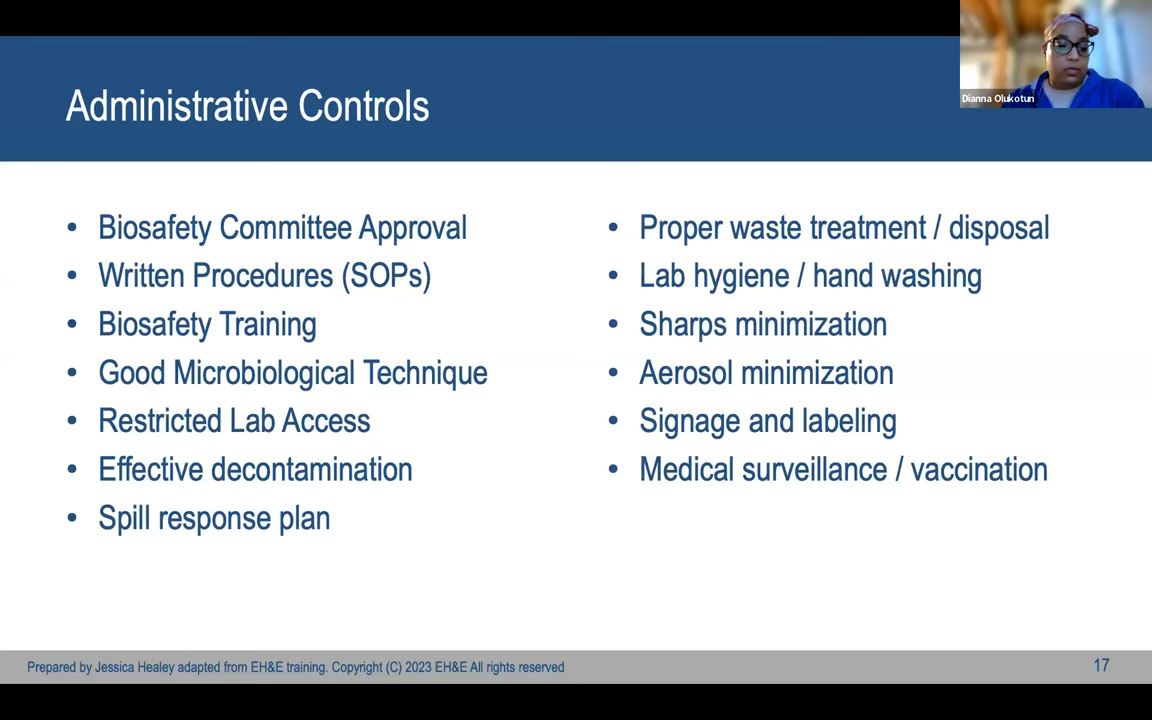 Administrative Controls
Dianna Olukotun
• Biosafety Committee Approval
• Written Procedures (SOPs)
• Biosafety Training
• Good Microbiological Technique
• Restricted Lab Access
• Effective decontamination
• Spill response plan
• Proper waste treatment / disposal
• Lab hygiene / hand washing
• Sharps minimization
• Aerosol minimization
• Signage and labeling
• Medical surveillance / vaccination
Prepared by Jessica Healey adapted from EH&E training. Copyright (C) 2023 EH&E All rights reserved
17